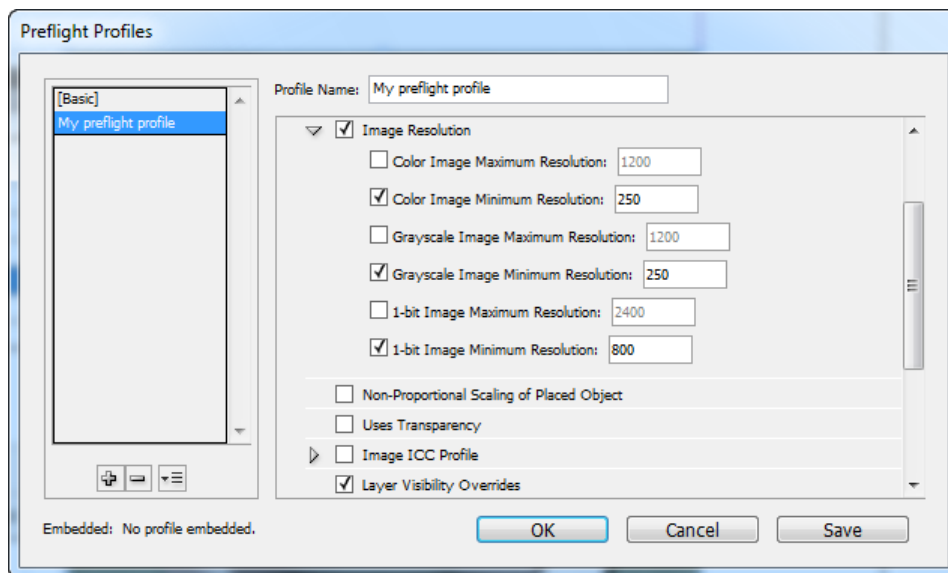 Preflight Profiles
[Basic]
My preflight profile
Profile Name: My preflight profile
Image Resolution
Color Image Maximum Resolution: 1200
Color Image Minimum Resolution: 250
Grayscale Image Maximum Resolution: 1200
Grayscale Image Minimum Resolution: 250
1-bit Image Maximum Resolution: 2400
1-bit Image Minimum Resolution: 800
Non-Proportional Scaling of Placed Object
Uses Transparency
Image ICC Profile
Layer Visibility Overrides
Embedded: No profile embedded.
OK
Cancel
Save